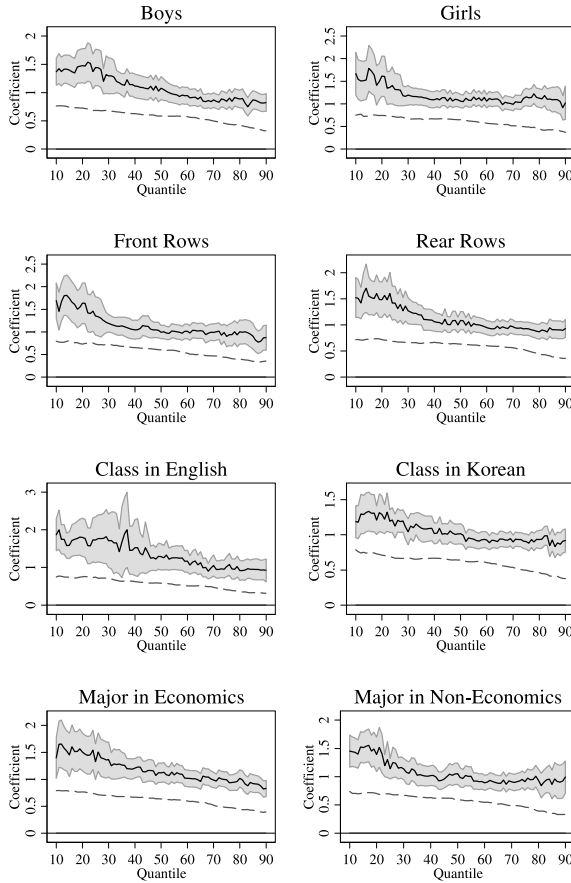 Boys
Coefficient
0 0.5 1 1.5 2
10 20 30 40 50 60 70 80 90
Quantile
Girls
Coefficient
0 0.5 1 1.5 2 2.5
10 20 30 40 50 60 70 80 90
Quantile
Front Rows
Coefficient
0 0.5 1 1.5 2 2.5
10 20 30 40 50 60 70 80 90
Quantile
Rear Rows
Coefficient
0 0.5 1 1.5 2
10 20 30 40 50 60 70 80 90
Quantile
Class in English
Coefficient
0 1 2 3
10 20 30 40 50 60 70 80 90
Quantile
Class in Korean
Coefficient
0 0.5 1 1.5
10 20 30 40 50 60 70 80 90
Quantile
Major in Economics
Coefficient
0 0.5 1 1.5 2
10 20 30 40 50 60 70 80 90
Quantile
Major in Non-Economics
Coefficient
0 0.5 1 1.5 2
10 20 30 40 50 60 70 80 90
Quantile